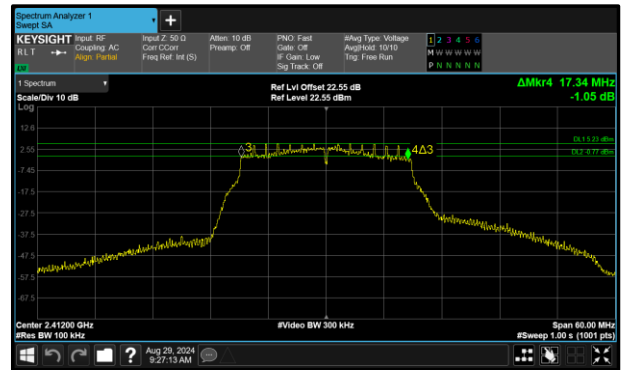 Spectrum Analyzer 1
Swept SA
+
KEYSIGHT Input: RF Input Z: 50 Ω Atten: 10 dB PNO: Fast #Avg Type: Voltage 1 2 3 4 5 6
RLT Coupling: AC Corr CCorr Preamp: Off Gate: Off Avg|Hold: 10/10 M W W W W W
Align: Partial Freq Ref: Int (S) IF Gain: Low Trig: Free Run
LW Sig Track: Off P N N N N N
1 Spectrum Ref Lvl Offset 22.55 dB ΔMkr4 17.34 MHz
Scale/Div 10 dB Ref Level 22.55 dBm -1.05 dB
Log
12.6
DL1 5.23 dBm
2.55 3 4Δ3 DL2 -0.77 dBm
-7.45
-17.5
-27.5
-37.5
-47.5
-57.5
-67.5
Center 2.41200 GHz #Video BW 300 kHz Span 60.00 MHz
#Res BW 100 kHz #Sweep 1.00 s (1001 pts)
? Aug 29, 2024
9:27:13 AM